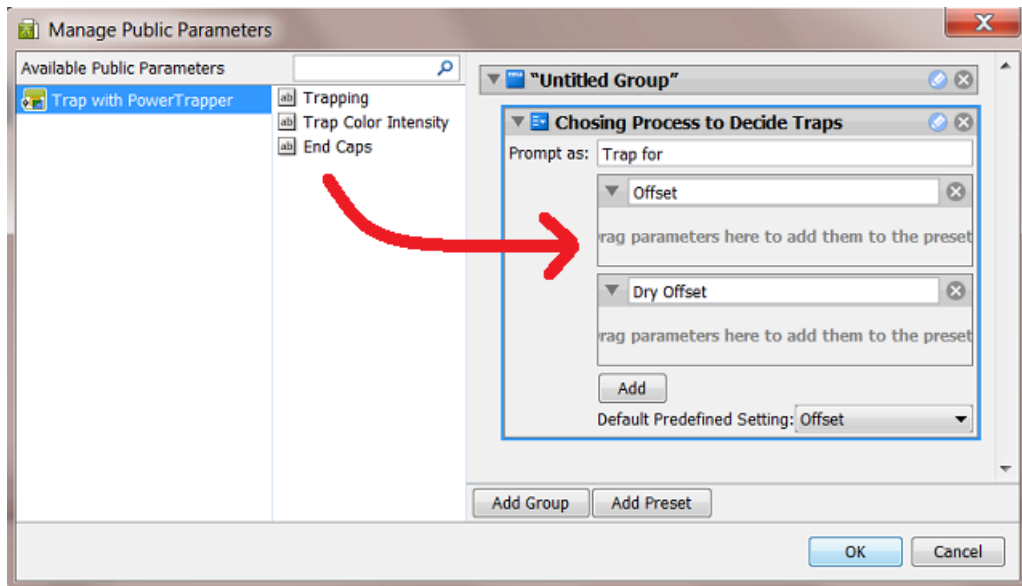 Manage Public Parameters
Available Public Parameters
Trap with PowerTrapper
Trapping
Trap Color Intensity
End Caps
"Untitled Group"
Chosing Process to Decide Traps
Prompt as: Trap for
Offset
rag parameters here to add them to the preset
Dry Offset
rag parameters here to add them to the preset
Add
Default Predefined Setting: Offset
Add Group Add Preset
OK Cancel